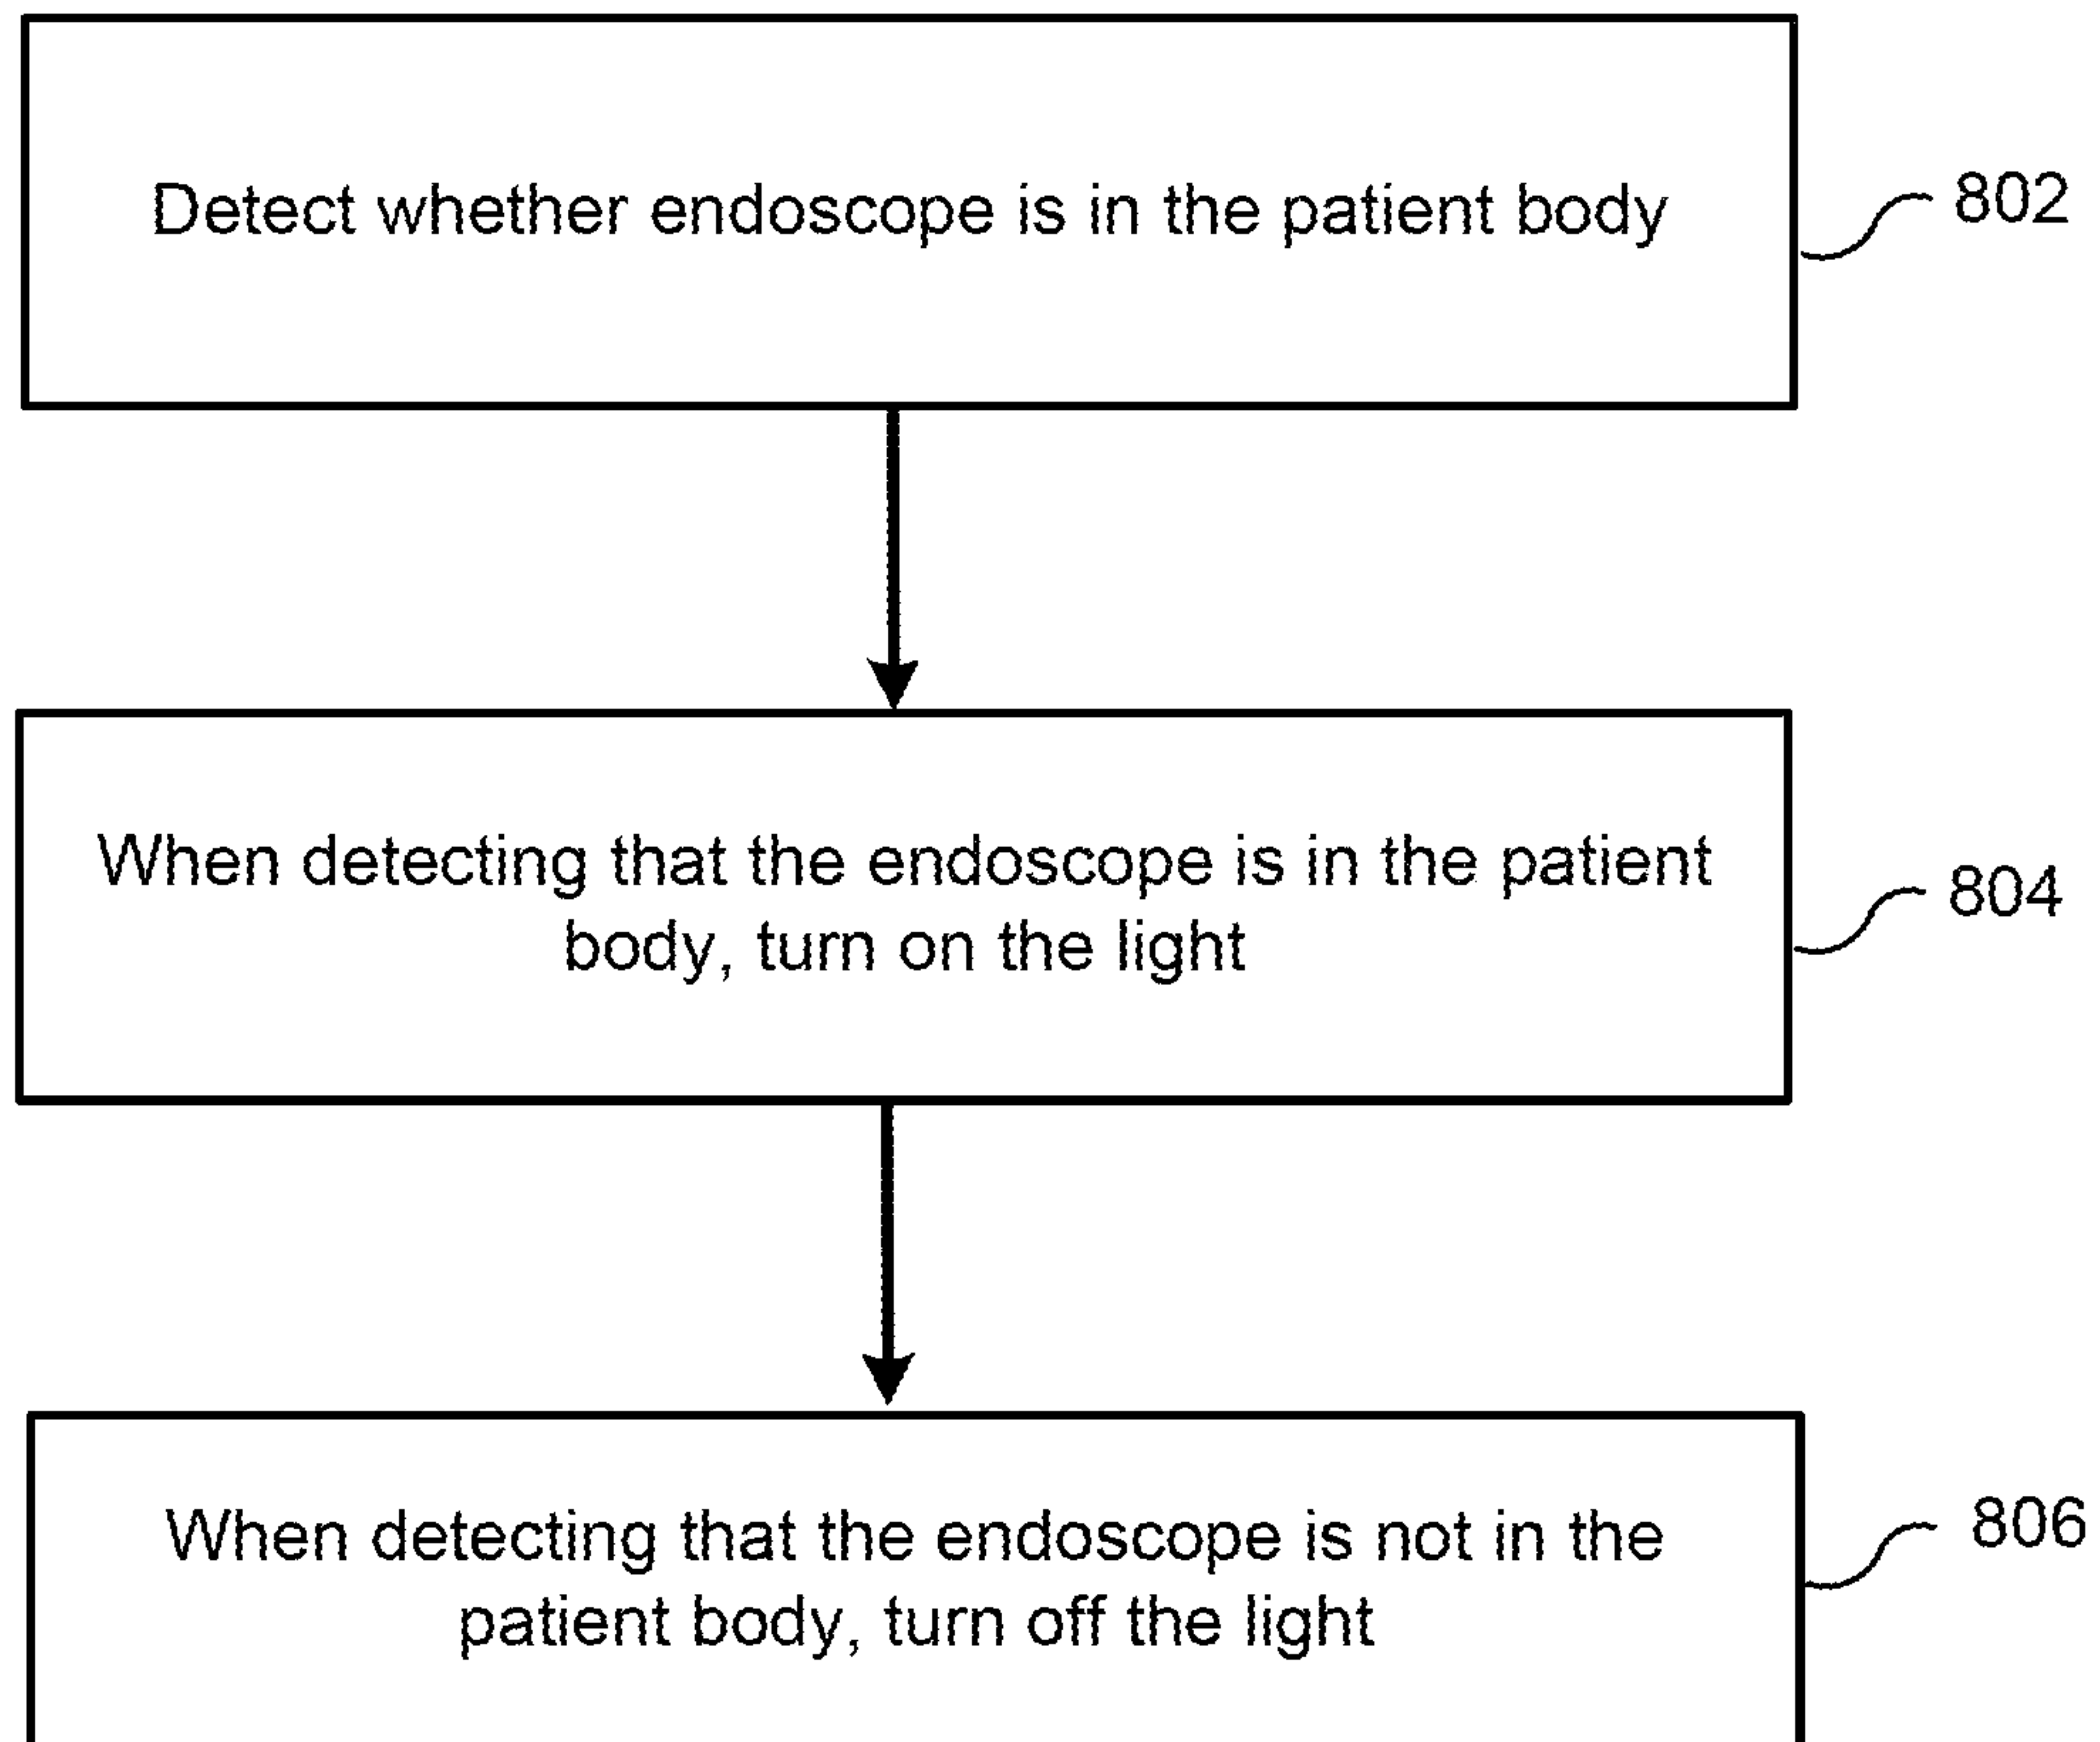 Detect whether endoscope is in the patient body
802
When detecting that the endoscope is in the patient
body, turn on the light
804
When detecting that the endoscope is not in the
patient body, turn off the light
806